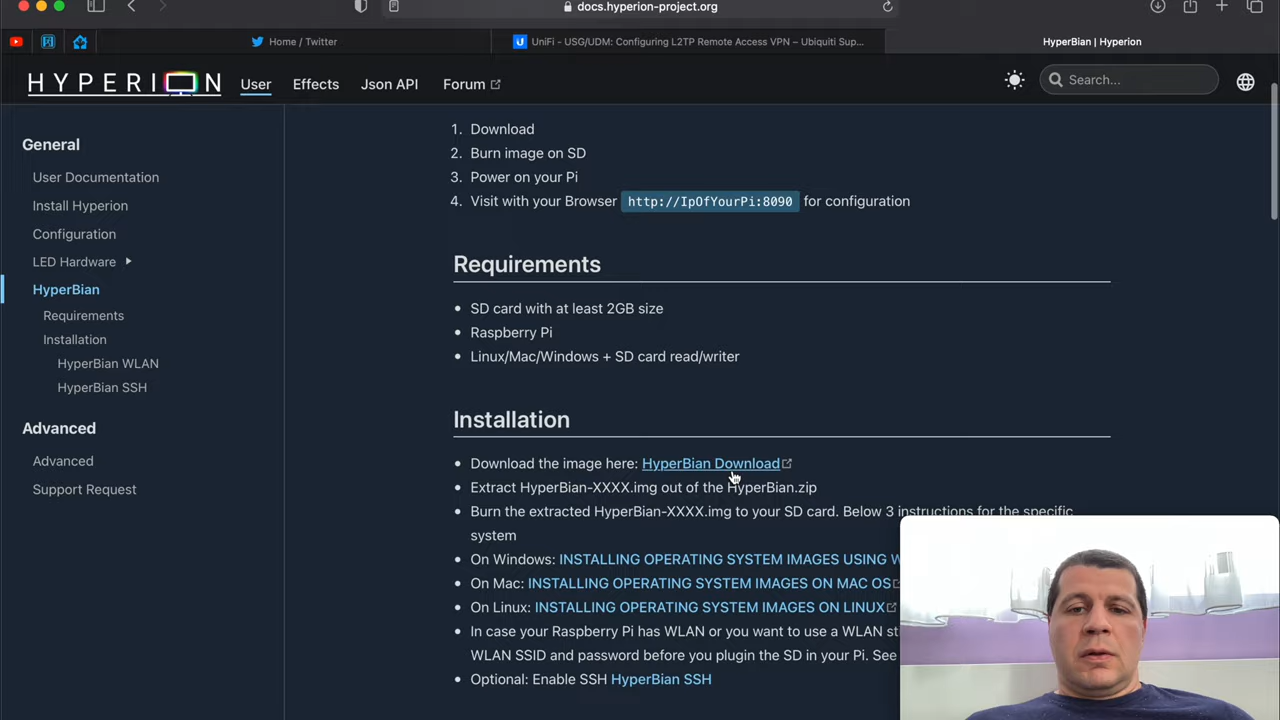 docs.hyperion-project.org
Home / Twitter
UniFi - USG/UDM: Configuring L2TP Remote Access VPN – Ubiquiti Sup...
HyperBian | Hyperion
HYPERION
User
Effects
Json API
Forum
Search...
General
User Documentation
Install Hyperion
Configuration
LED Hardware
HyperBian
Requirements
Installation
HyperBian WLAN
HyperBian SSH
Advanced
Advanced
Support Request
1. Download
2. Burn image on SD
3. Power on your Pi
4. Visit with your Browser http://IpOfYourPi:8090 for configuration
Requirements
• SD card with at least 2GB size
• Raspberry Pi
• Linux/Mac/Windows + SD card read/writer
Installation
• Download the image here: HyperBian Download
• Extract HyperBian-XXXX.img out of the HyperBian.zip
• Burn the extracted HyperBian-XXXX.img to your SD card. Below 3 instructions for the specific
system
• On Windows: INSTALLING OPERATING SYSTEM IMAGES USING W
• On Mac: INSTALLING OPERATING SYSTEM IMAGES ON MAC OS
• On Linux: INSTALLING OPERATING SYSTEM IMAGES ON LINUX
• In case your Raspberry Pi has WLAN or you want to use a WLAN st
WLAN SSID and password before you plugin the SD in your Pi. See
• Optional: Enable SSH HyperBian SSH